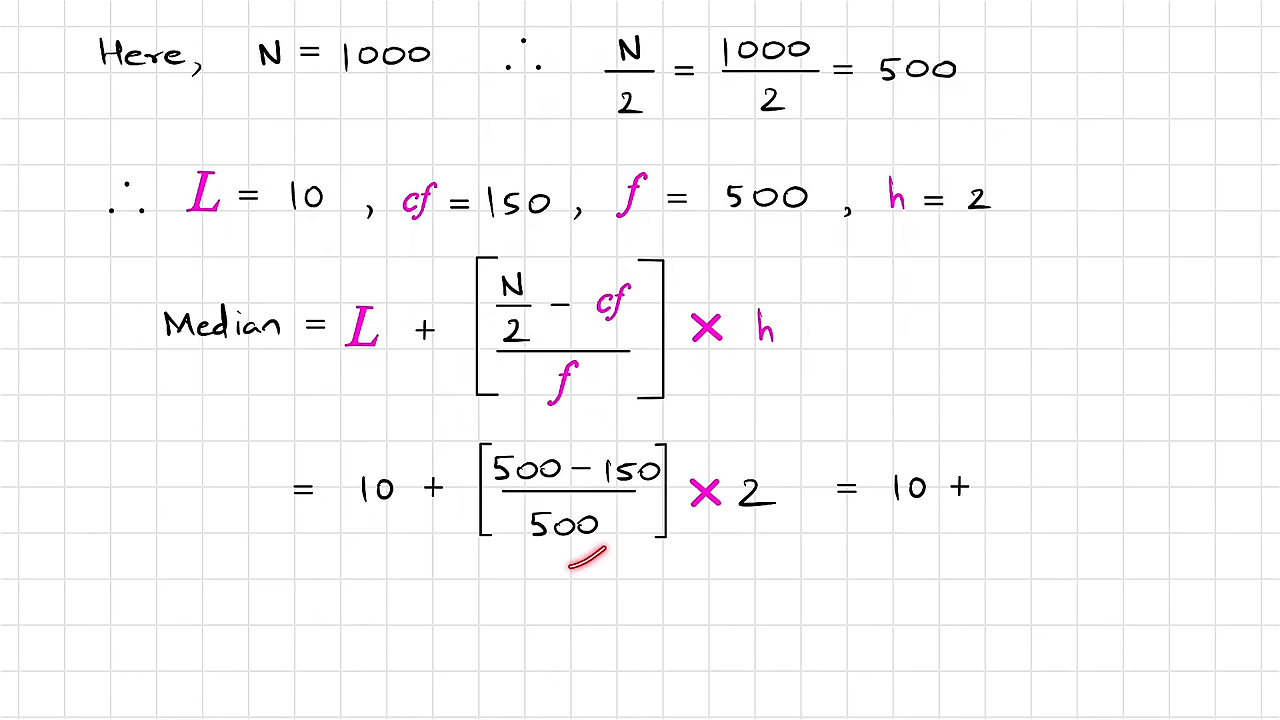 Here, N = 1000 ∴ N/2 = 1000/2 = 500
∴ L = 10 , cf = 150 , f = 500 , h = 2
Median = L + [(N/2 - cf)/f] × h
= 10 + [(500 - 150)/500] × 2 = 10 +